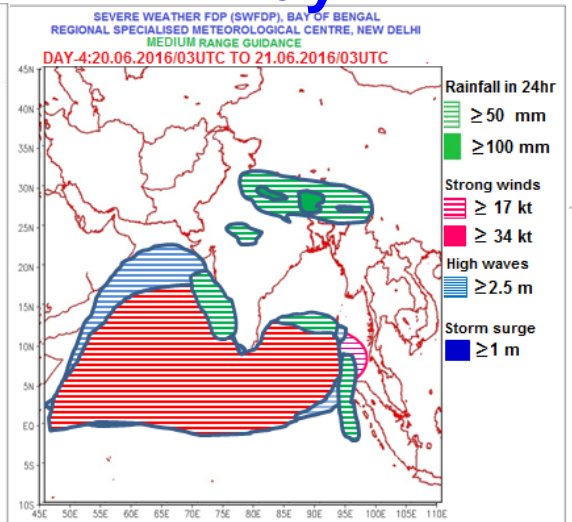 SEVERE WEATHER FDP (SWFDP), BAY OF BENGAL
REGIONAL SPECIALISED METEOROLOGICAL CENTRE, NEW DELHI
MEDIUM RANGE GUIDANCE
DAY-4:20.06.2016/03UTC TO 21.06.2016/03UTC
45N
40N
35N
30N
25N
20N
15N
10N
5N
EQ
5S
10S
45E 50E 55E 60E 65E 70E 75E 80E 85E 90E 95E 100E 105E 110E
Rainfall in 24hr
≥50 mm
≥100 mm
Strong winds
≥ 17 kt
≥ 34 kt
High waves
≥2.5 m
Storm surge
≥1 m